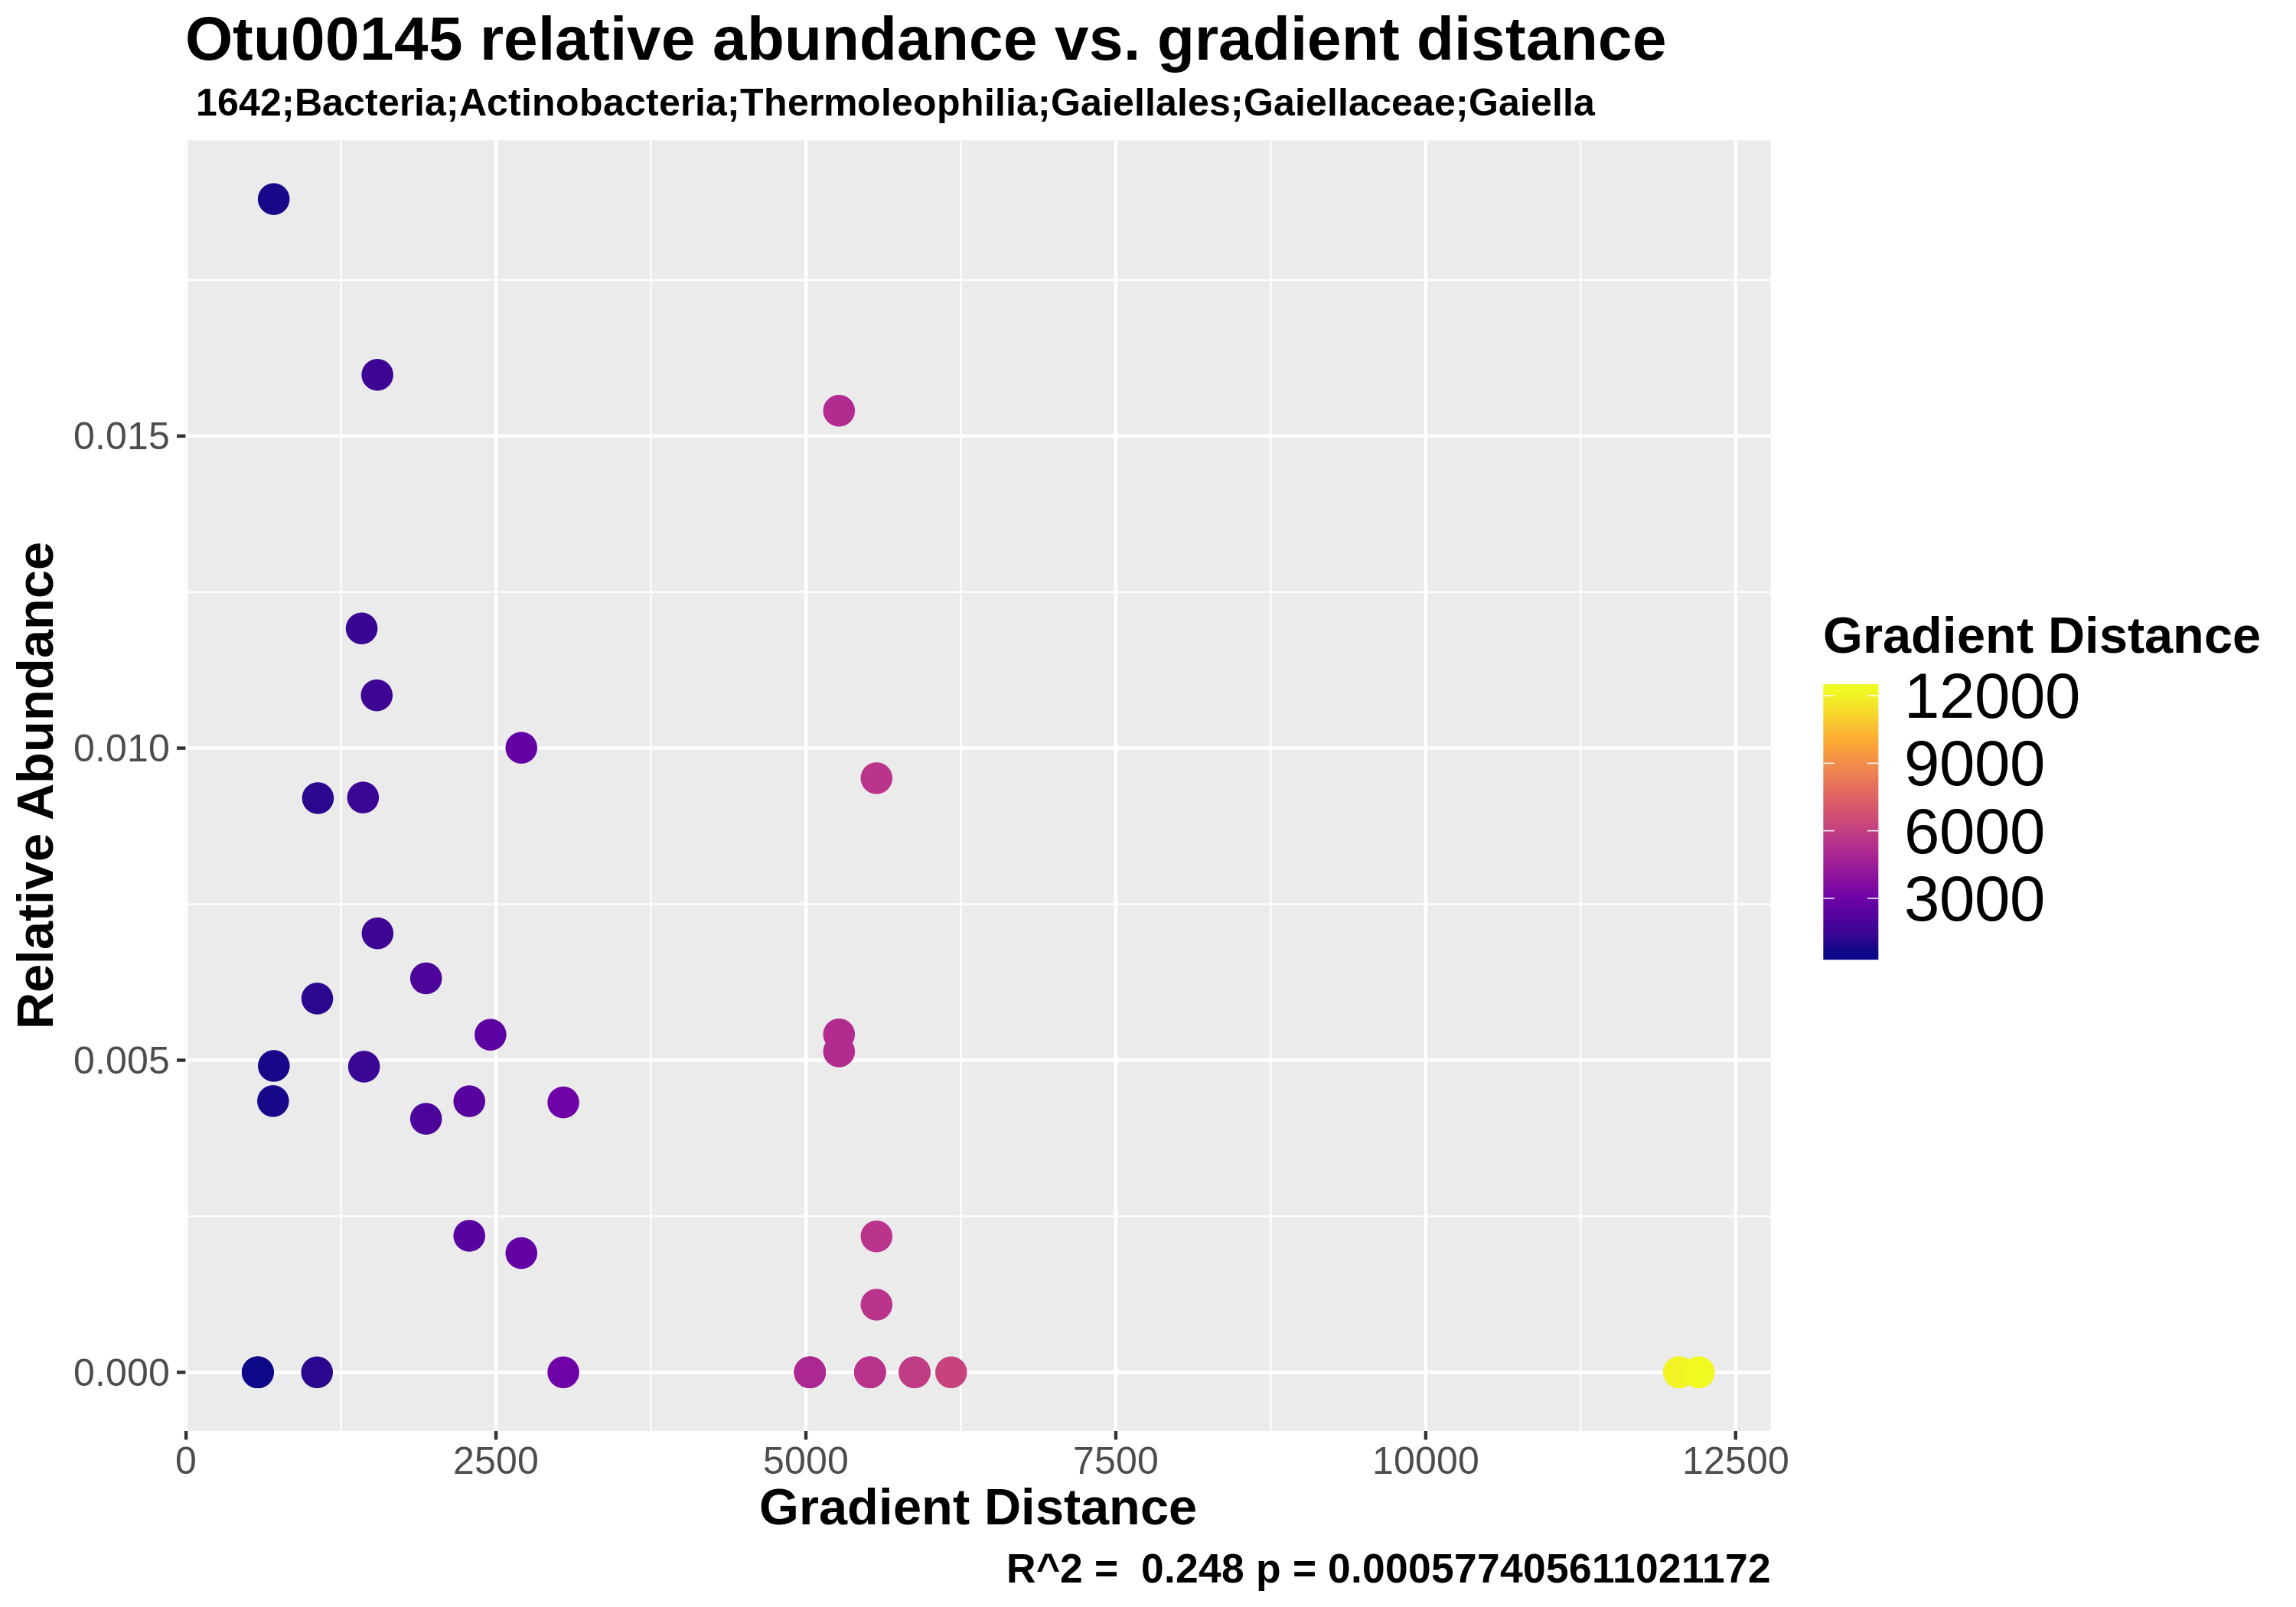 Otu00145 relative abundance vs. gradient distance
1642;Bacteria;Actinobacteria;Thermoleophilia;Gaiellales;Gaiellaceae;Gaiella
Relative Abundance
0.015
0.010
0.005
0.000
0 2500 5000 7500 10000 12500
Gradient Distance
R^2 =  0.248 p = 0.000577405611021172
Gradient Distance
12000
9000
6000
3000